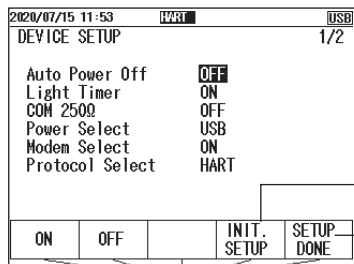 2020/07/15 11:53 HART USB
DEVICE SETUP 1/2
Auto Power Off OFF
Light Timer ON
COM 250Ω OFF
Power Select USB
Modem Select ON
Protocol Select HART
ON OFF INIT. SETUP SETUP DONE